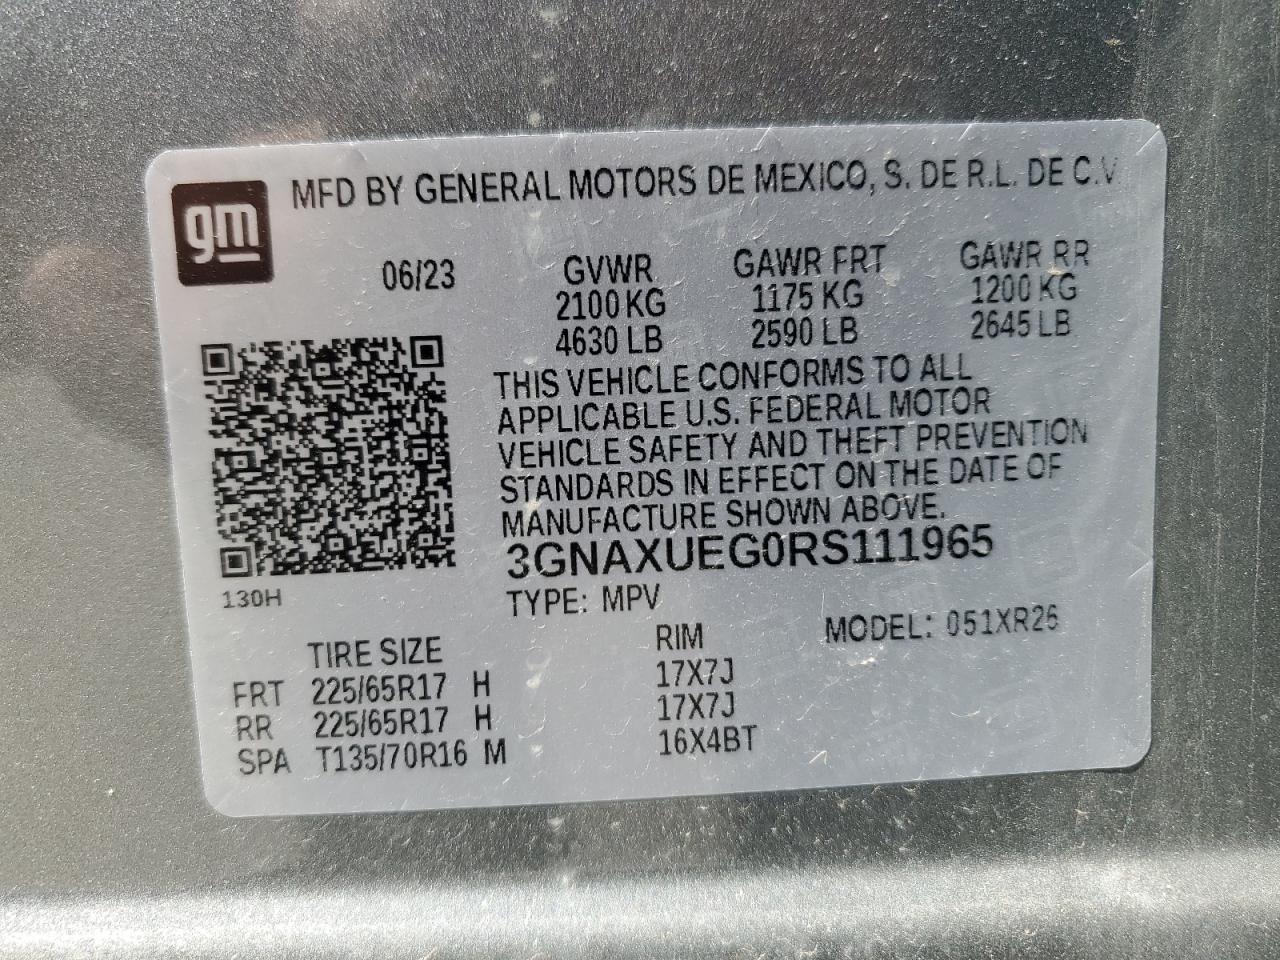 gm
MFD BY GENERAL MOTORS DE MEXICO, S. DE R.L. DE C.V.
06/23 GVWR GAWR FRT GAWR RR
2100 KG 1175 KG 1200 KG
4630 LB 2590 LB 2645 LB
THIS VEHICLE CONFORMS TO ALL
APPLICABLE U.S. FEDERAL MOTOR
VEHICLE SAFETY AND THEFT PREVENTION
STANDARDS IN EFFECT ON THE DATE OF
MANUFACTURE SHOWN ABOVE.
3GNAXUEG0RS111965
130H
TYPE: MPV MODEL: 051XR26
TIRE SIZE RIM
FRT 225/65R17 H 17X7J
RR 225/65R17 H 17X7J
SPA T135/70R16 M 16X4BT